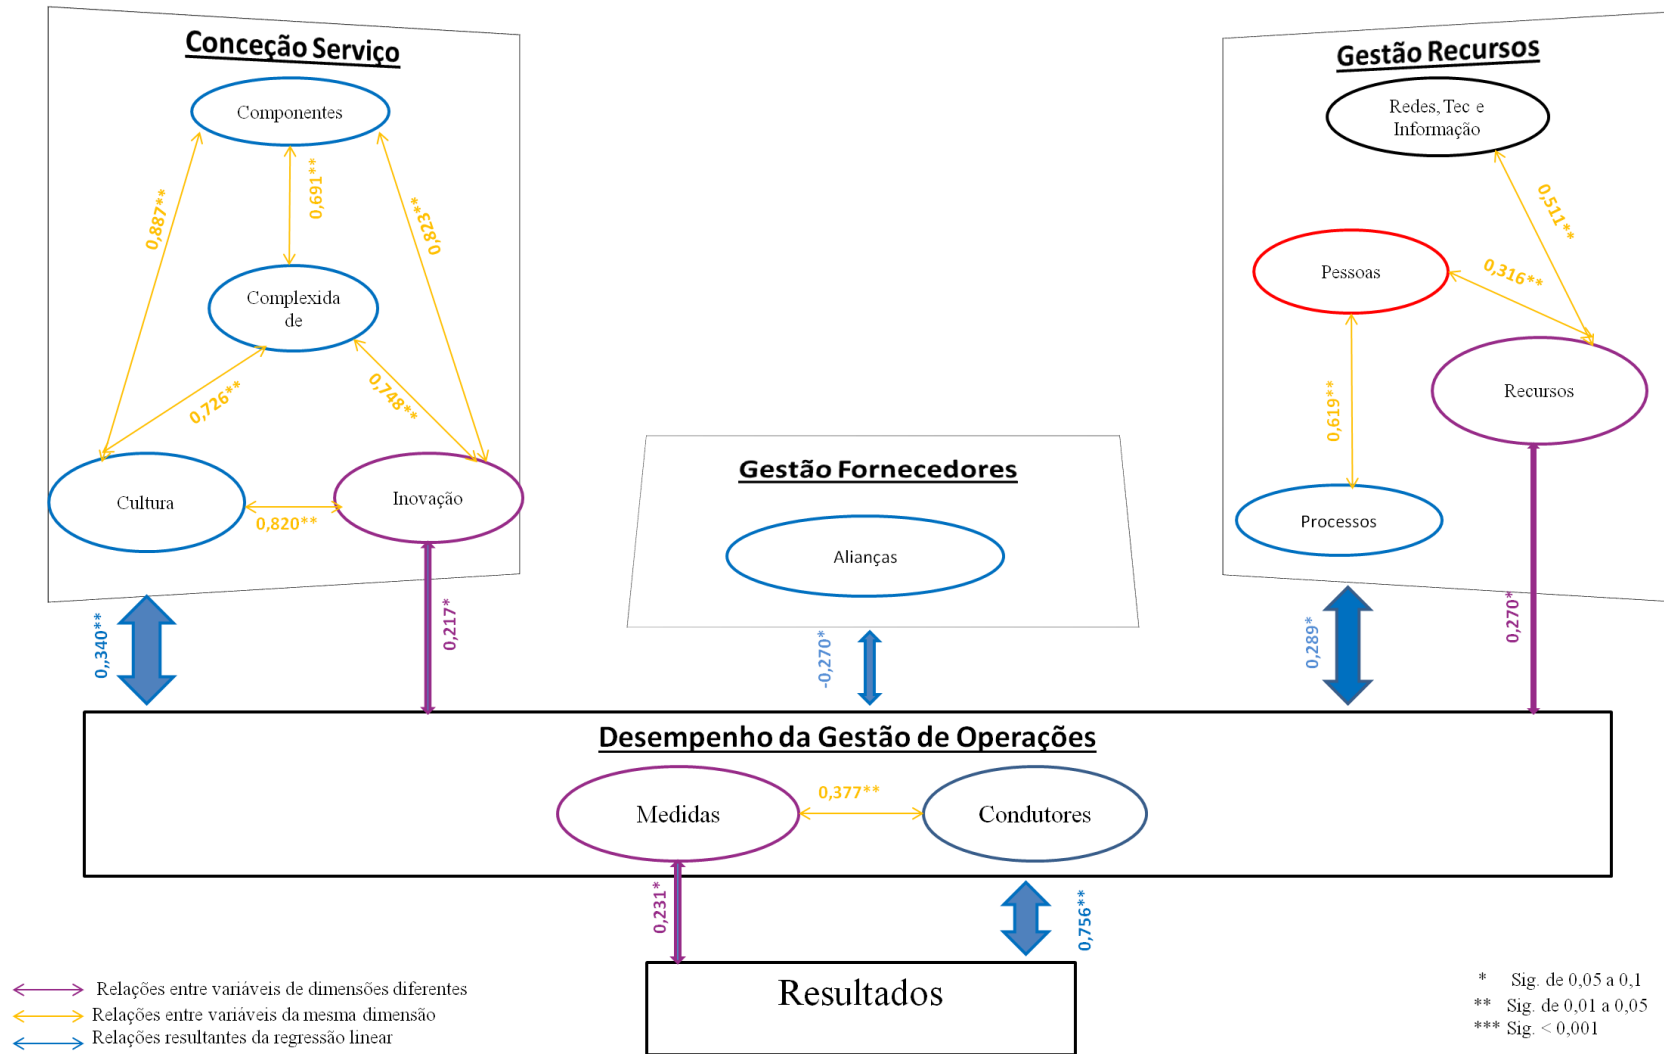 Conceção Serviço
Componentes
0,887**
0,691**
0,823**
Complexida
de
0,726**
0,748**
Cultura
0,820**
Inovação
Gestão Recursos
Redes, Tec e
Informação
0,511**
Pessoas
0,316**
Recursos
0,619**
Processos
Gestão Fornecedores
Alianças
0,,340**
0,217*
-0,270*
0,289*
0,270*
Desempenho da Gestão de Operações
Medidas
0,377**
Condutores
0,231*
0,756**
Resultados
Relações entre variáveis de dimensões diferentes
Relações entre variáveis da mesma dimensão
Relações resultantes da regressão linear
* Sig. de 0,05 a 0,1
** Sig. de 0,01 a 0,05
*** Sig. < 0,001